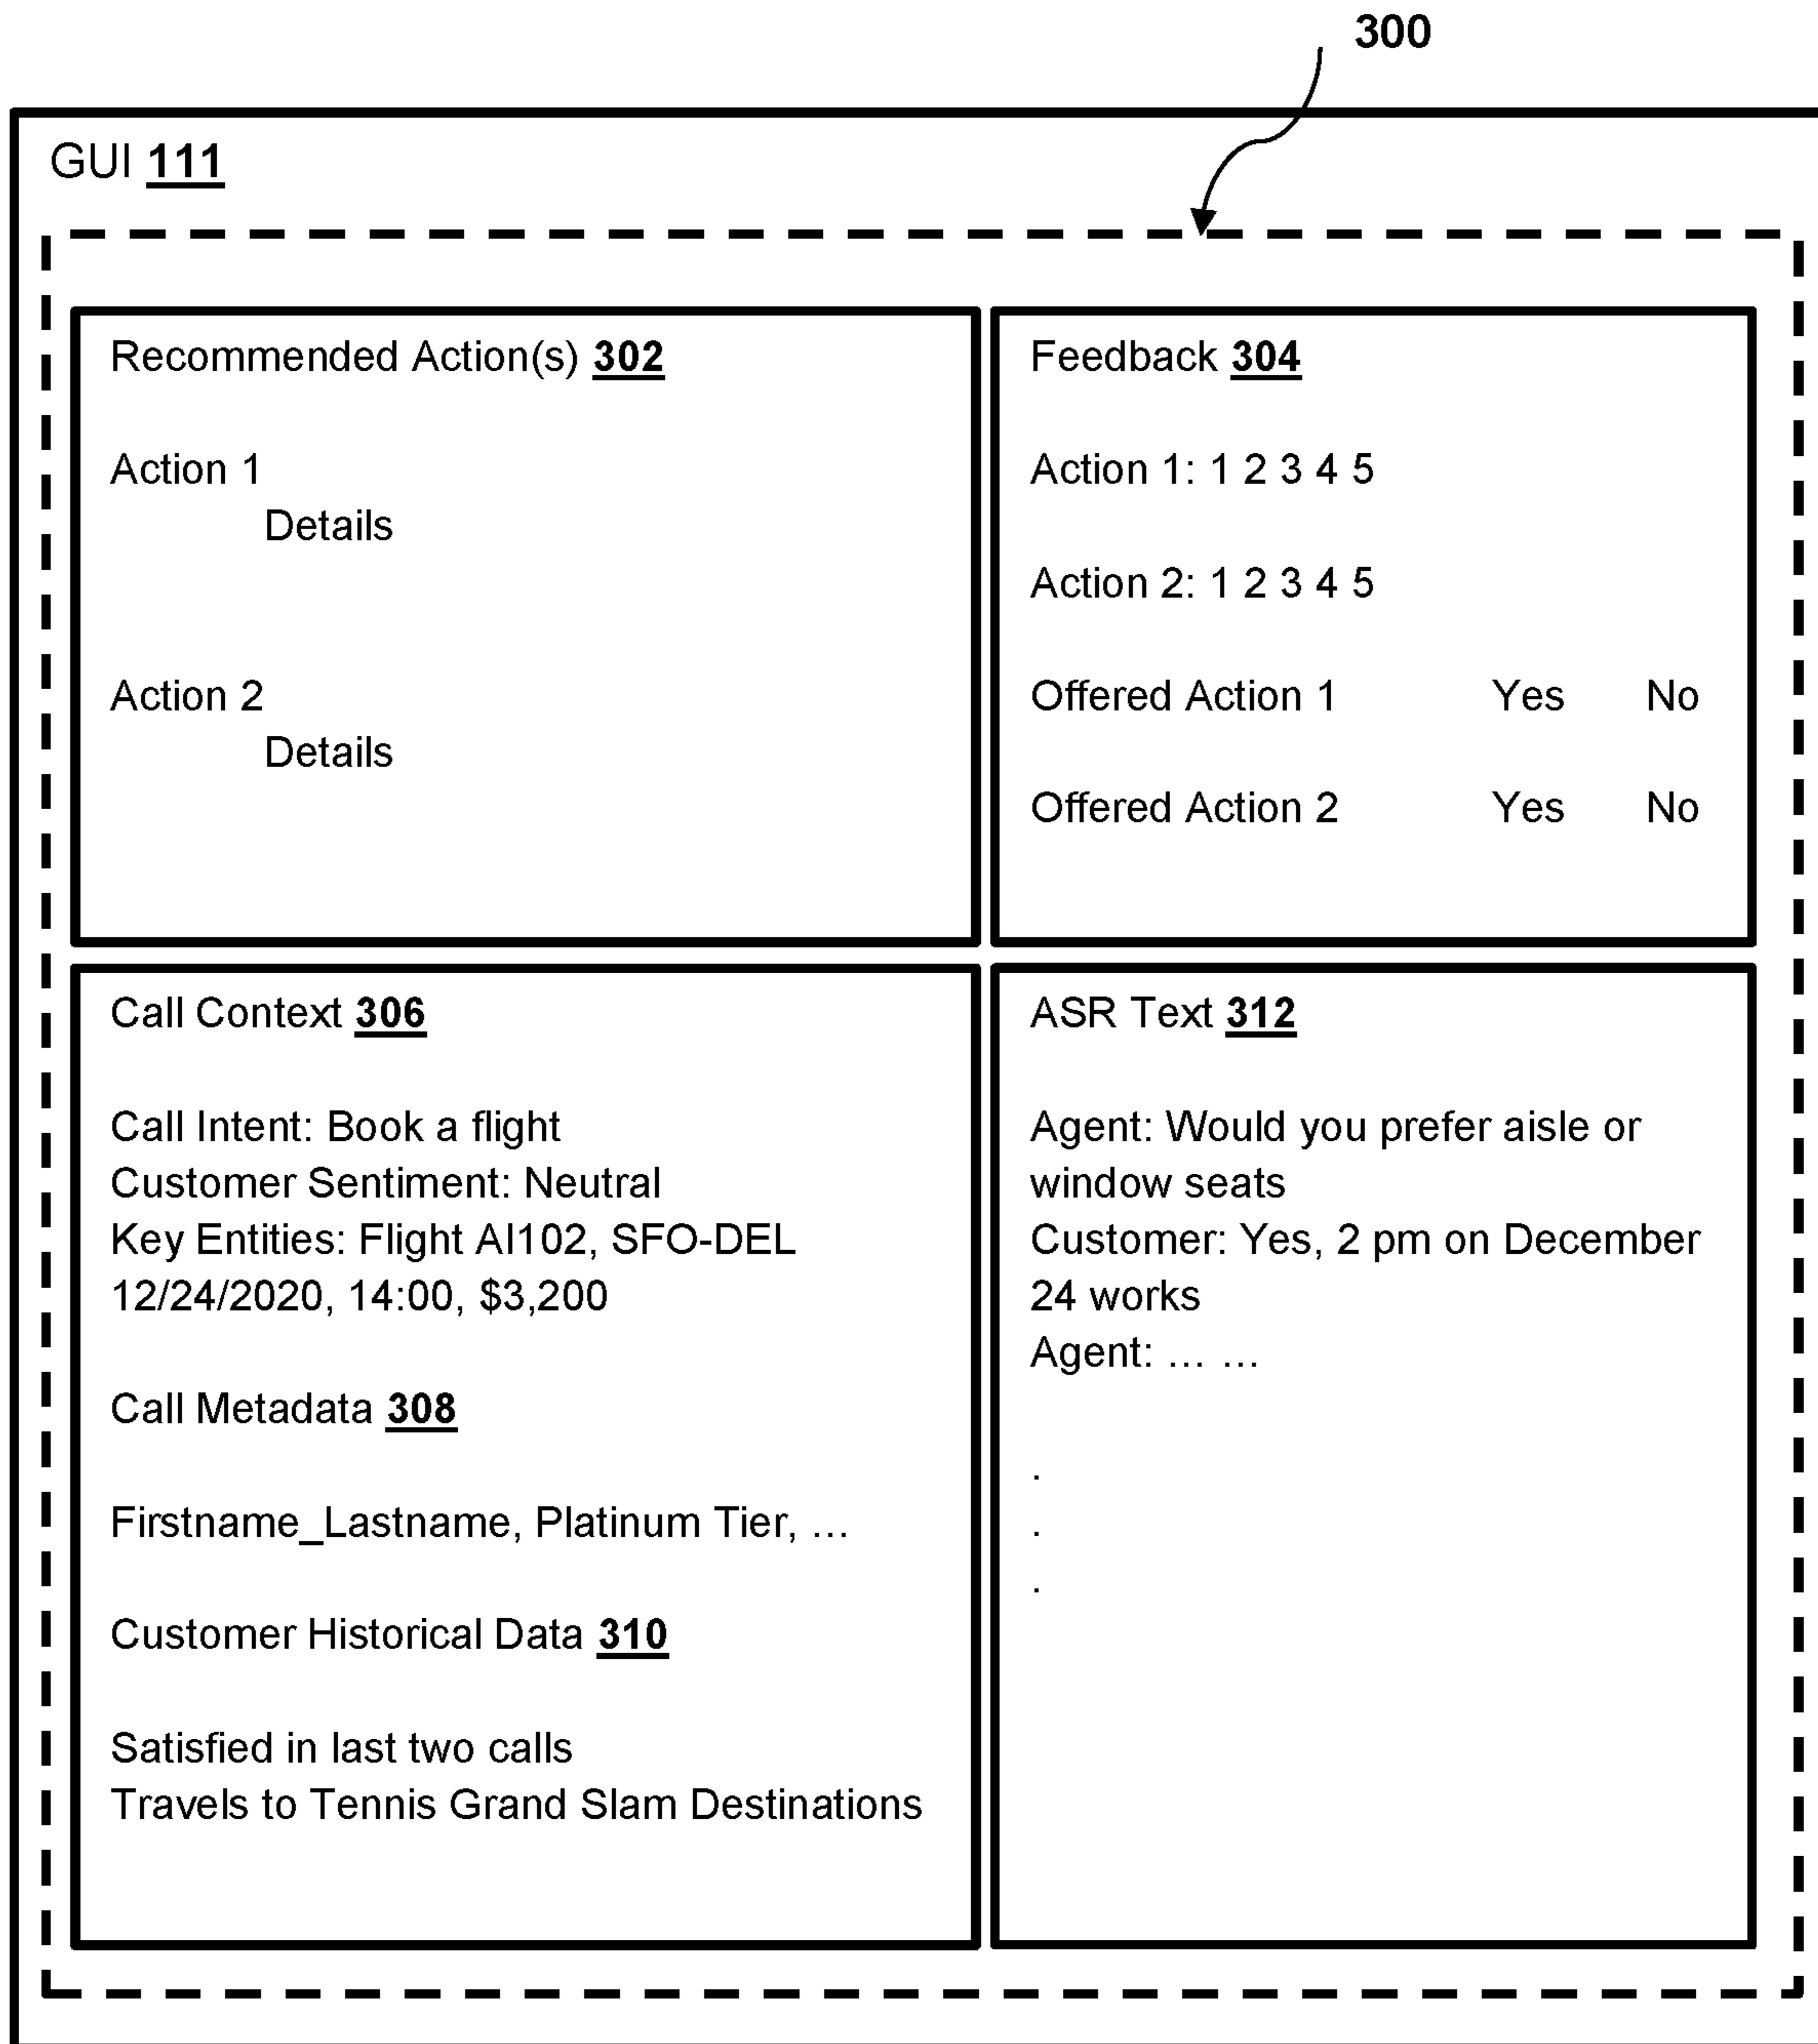 300
GUI 111
Recommended Action(s) 302
Action 1
Details
Action 2
Details
Feedback 304
Action 1: 1 2 3 4 5
Action 2: 1 2 3 4 5
Offered Action 1 Yes No
Offered Action 2 Yes No
Call Context 306
Call Intent: Book a flight
Customer Sentiment: Neutral
Key Entities: Flight AI102, SFO-DEL
12/24/2020, 14:00, $3,200
Call Metadata 308
Firstname_Lastname, Platinum Tier, ...
Customer Historical Data 310
Satisfied in last two calls
Travels to Tennis Grand Slam Destinations
ASR Text 312
Agent: Would you prefer aisle or
window seats
Customer: Yes, 2 pm on December
24 works
Agent: ... ...
.
.
.